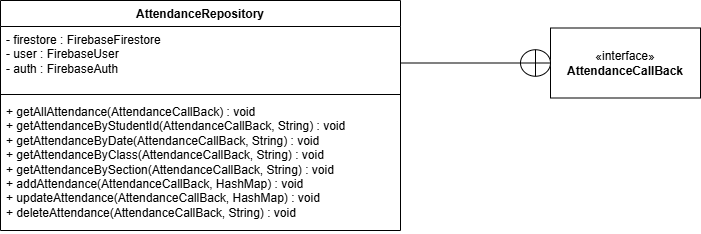 AttendanceRepository
- firestore : FirebaseFirestore
- user : FirebaseUser
- auth : FirebaseAuth
+ getAllAttendance(AttendanceCallBack) : void
+ getAttendanceByStudentId(AttendanceCallBack, String) : void
+ getAttendanceByDate(AttendanceCallBack, String) : void
+ getAttendanceByClass(AttendanceCallBack, String) : void
+ getAttendanceBySection(AttendanceCallBack, String) : void
+ addAttendance(AttendanceCallBack, HashMap) : void
+ updateAttendance(AttendanceCallBack, HashMap) : void
+ deleteAttendance(AttendanceCallBack, String) : void
«interface»
AttendanceCallBack